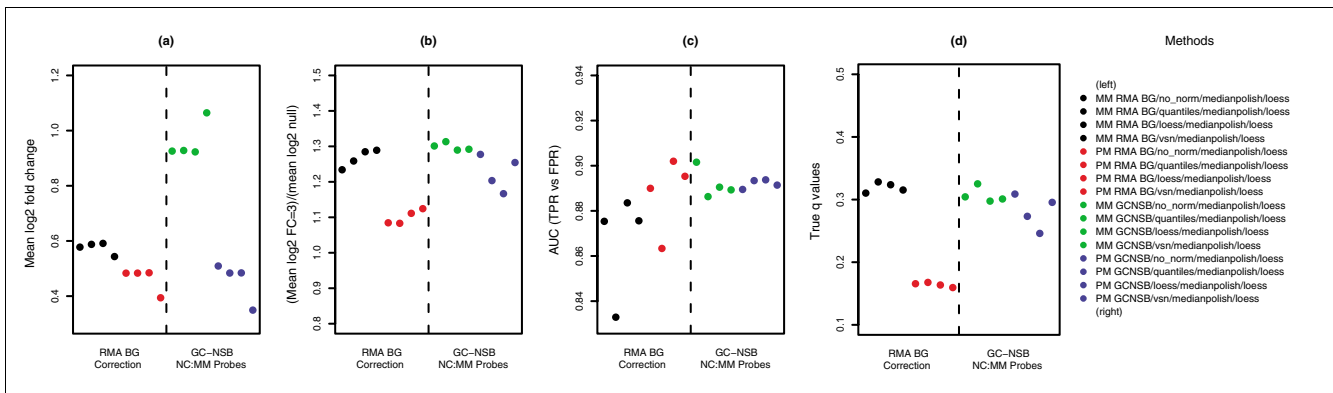 (a)
Mean log2 fold change
1.2
1.0
0.8
0.6
0.4
RMA BG
Correction
GC−NSB
NC:MM Probes
(b)
(Mean log2 FC=3)/(mean log2 null)
1.5
1.4
1.3
1.2
1.1
1.0
0.9
0.8
RMA BG
Correction
GC−NSB
NC:MM Probes
(c)
AUC (TPR vs FPR)
0.94
0.92
0.90
0.88
0.86
0.84
RMA BG
Correction
GC−NSB
NC:MM Probes
(d)
True q values
0.5
0.4
0.3
0.2
0.1
RMA BG
Correction
GC−NSB
NC:MM Probes
Methods
(left)
MM RMA BG/no_norm/medianpolish/loess
MM RMA BG/quantiles/medianpolish/loess
MM RMA BG/loess/medianpolish/loess
MM RMA BG/vsn/medianpolish/loess
PM RMA BG/no_norm/medianpolish/loess
PM RMA BG/quantiles/medianpolish/loess
PM RMA BG/loess/medianpolish/loess
PM RMA BG/vsn/medianpolish/loess
MM GCNSB/no_norm/medianpolish/loess
MM GCNSB/quantiles/medianpolish/loess
MM GCNSB/loess/medianpolish/loess
MM GCNSB/vsn/medianpolish/loess
PM GCNSB/no_norm/medianpolish/loess
PM GCNSB/quantiles/medianpolish/loess
PM GCNSB/loess/medianpolish/loess
PM GCNSB/vsn/medianpolish/loess
(right)